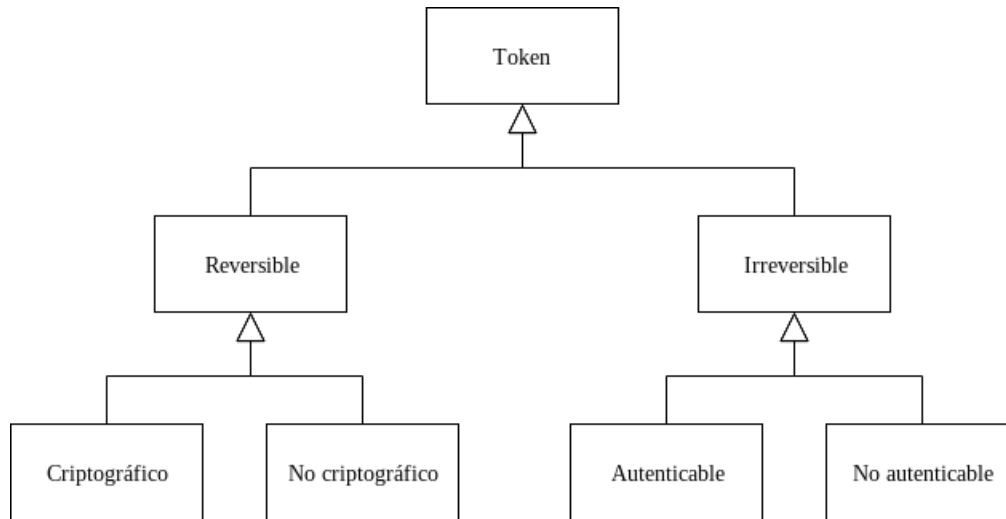 Token
Reversible
Irreversible
Criptográfico
No criptográfico
Autenticable
No autenticable